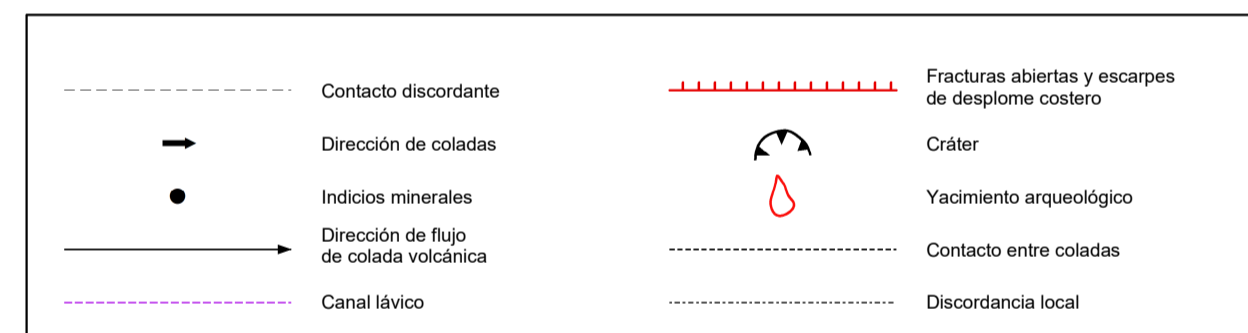 Contacto discordante
Dirección de coladas
Indicios minerales
Dirección de flujo
de colada volcánica
Canal lávico
Fracturas abiertas y escarpes
de desplome costero
Cráter
Yacimiento arqueológico
Contacto entre coladas
Discordancia local